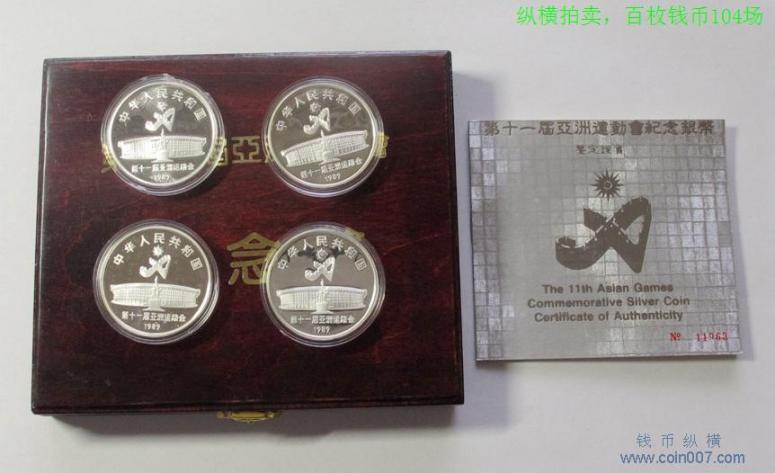 纵横拍卖，百枚钱币104场
中华人民共和国
第十一届亚洲运动会
1989
中华人民共和国
第十一届亚洲运动会
1989
中华人民共和国
第十一届亚洲运动会
1989
中华人民共和国
第十一届亚洲运动会
1989
念
第十一届亞洲運動會紀念銀幣
鉴定證書
The 11th Asian Games
Commemorative Silver Coin
Certificate of Authenticity
钱币纵横
www.coin007.com